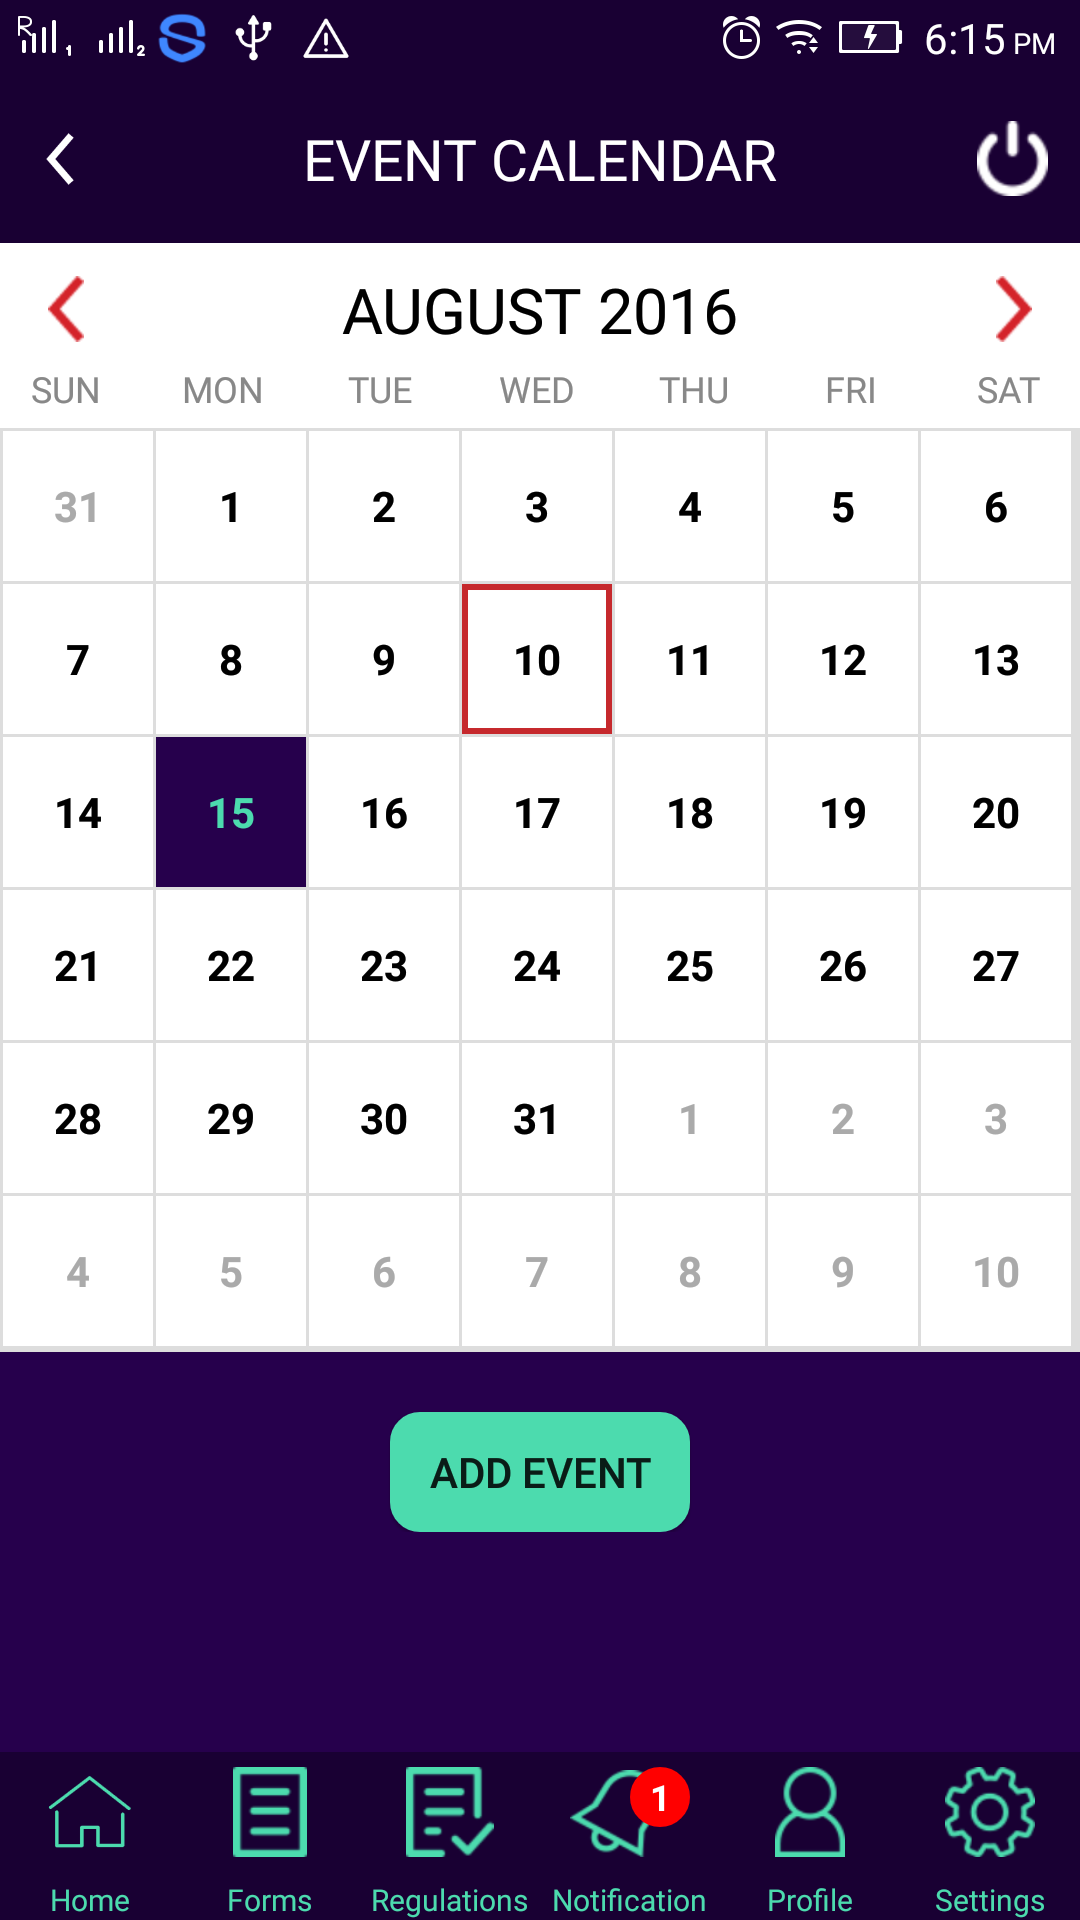 R 1 2 6:15 PM
EVENT CALENDAR
AUGUST 2016
SUN MON TUE WED THU FRI SAT
31 1 2 3 4 5 6
7 8 9 10 11 12 13
14 15 16 17 18 19 20
21 22 23 24 25 26 27
28 29 30 31 1 2 3
4 5 6 7 8 9 10
ADD EVENT
1
Home Forms Regulations Notification Profile Settings